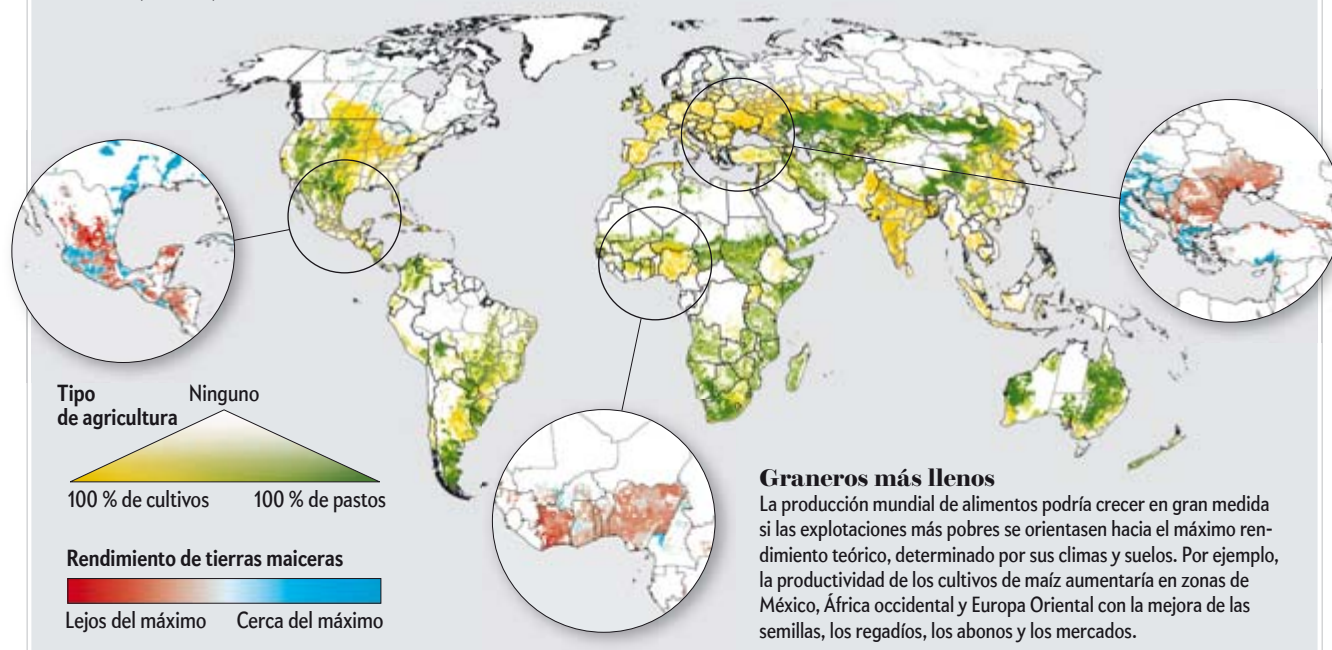 Tipo
de agricultura
Ninguno
100 % de cultivos
100 % de pastos
Rendimiento de tierras maiceras
Lejos del máximo
Cerca del máximo
Graneros más llenos
La producción mundial de alimentos podría crecer en gran medida
si las explotaciones más pobres se orientasen hacia el máximo ren-
dimiento teórico, determinado por sus climas y suelos. Por ejemplo,
la productividad de los cultivos de maíz aumentaría en zonas de
México, África occidental y Europa Oriental con la mejora de las
semillas, los regadíos, los abonos y los mercados.